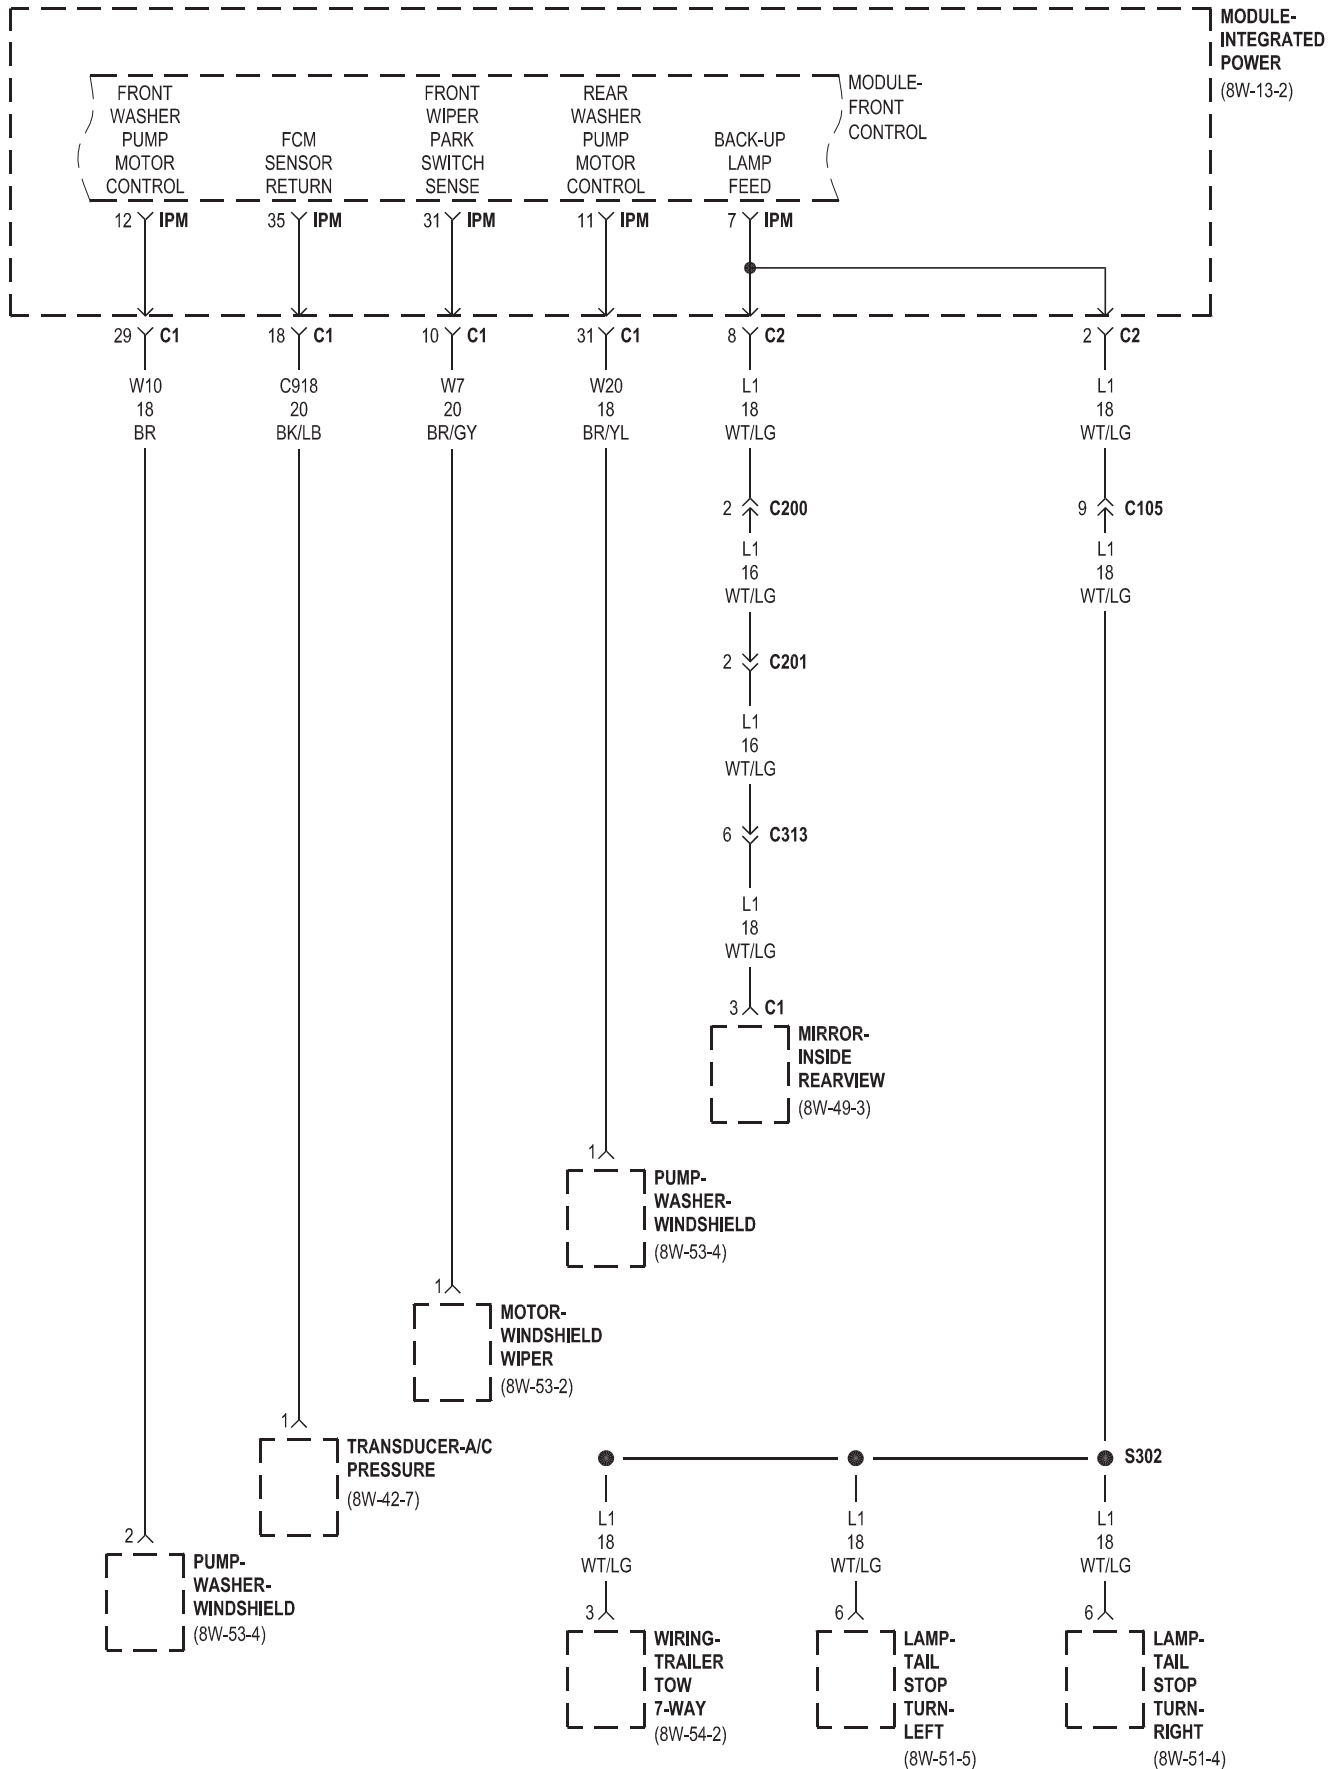 MODULE-
INTEGRATED
POWER
(8W-13-2)
MODULE-
FRONT
CONTROL
FRONT
WASHER
PUMP
MOTOR
CONTROL
FCM
SENSOR
RETURN
FRONT
WIPER
PARK
SWITCH
SENSE
REAR
WASHER
PUMP
MOTOR
CONTROL
BACK-UP
LAMP
FEED
12 IPM
35 IPM
31 IPM
11 IPM
7 IPM
29 C1
18 C1
10 C1
31 C1
8 C2
2 C2
W10
18
BR
C918
20
BK/LB
W7
20
BR/GY
W20
18
BR/YL
L1
18
WT/LG
L1
18
WT/LG
2 C200
9 C105
L1
16
WT/LG
L1
18
WT/LG
2 C201
L1
16
WT/LG
6 C313
L1
18
WT/LG
3 C1
MIRROR-
INSIDE
REARVIEW
(8W-49-3)
1
PUMP-
WASHER-
WINDSHIELD
(8W-53-4)
1
MOTOR-
WINDSHIELD
WIPER
(8W-53-2)
1
TRANSDUCER-A/C
PRESSURE
(8W-42-7)
2
PUMP-
WASHER-
WINDSHIELD
(8W-53-4)
S302
L1
18
WT/LG
L1
18
WT/LG
L1
18
WT/LG
3
WIRING-
TRAILER
TOW
7-WAY
(8W-54-2)
6
LAMP-
TAIL
STOP
TURN-
LEFT
(8W-51-5)
6
LAMP-
TAIL
STOP
TURN-
RIGHT
(8W-51-4)